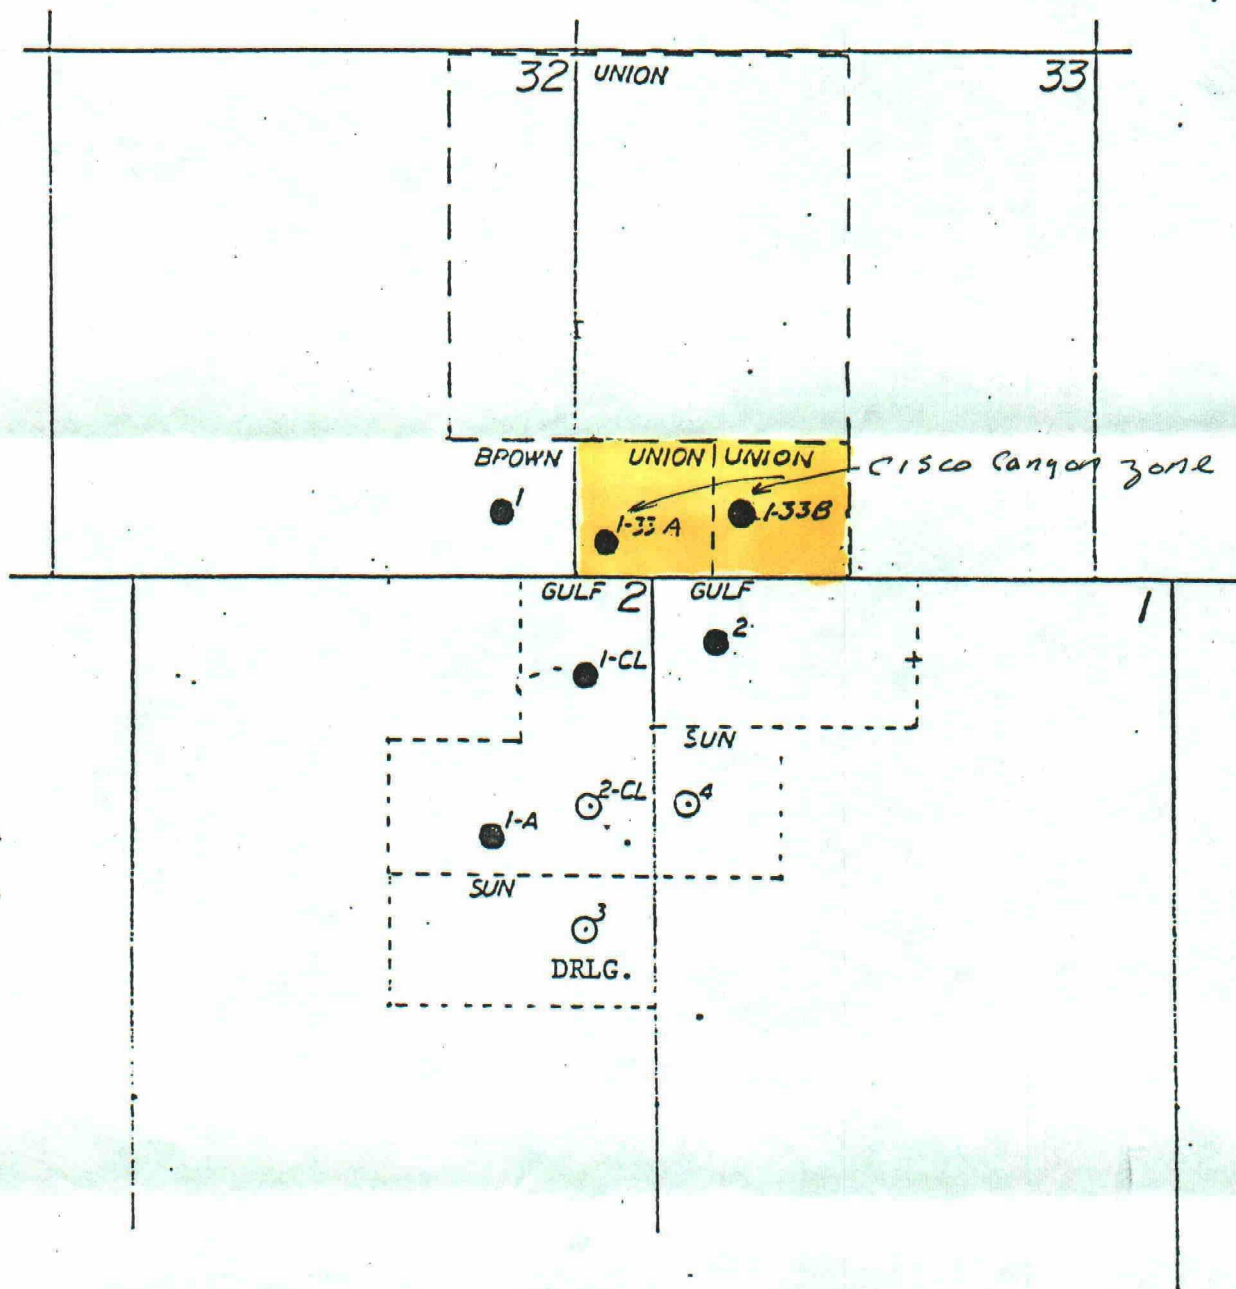 32 UNION 33
BROWN UNION UNION Cisco Canyon zone
1 1-33 A 1-33B
GULF 2 GULF 1
1-CL 2
SUN
2-CL 4
1-A
SUN
3
DRLG.